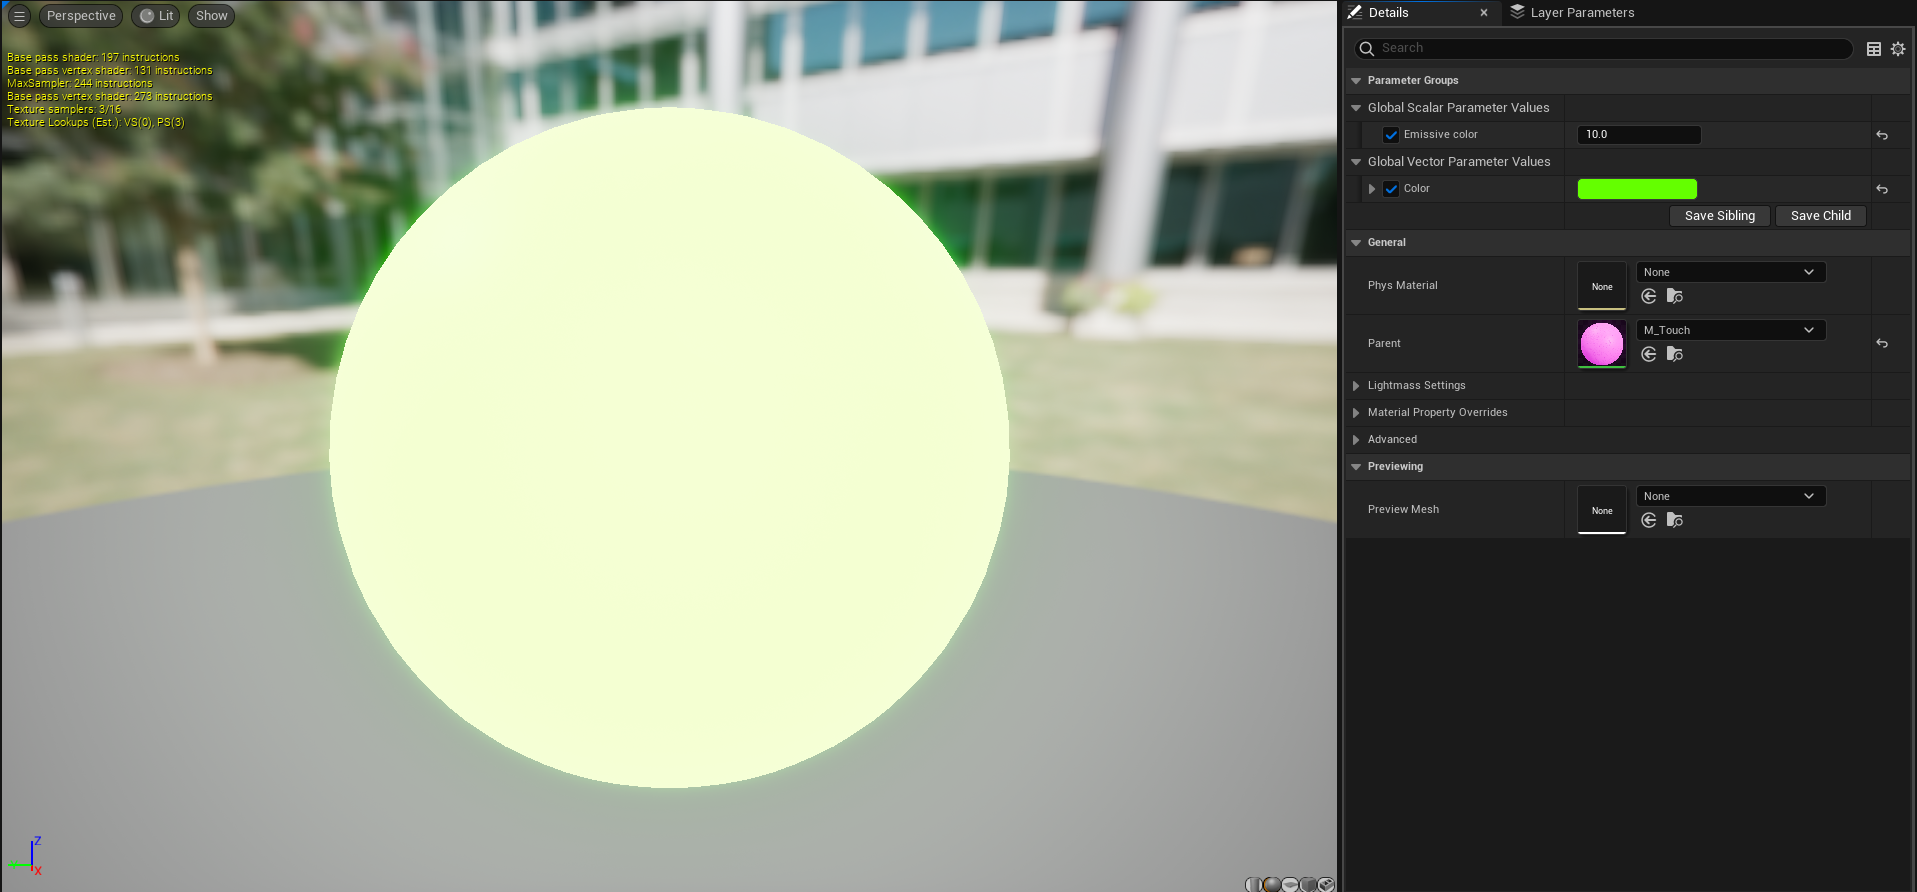 Perspective
Lit
Show
Base pass shader: 197 instructions
Base pass vertex shader: 131 instructions
MaxSampler: 244 instructions
Base pass vertex shader: 273 instructions
Texture samplers: 3/16
Texture Lookups (Est.): VS(0), PS(3)
Z
X
Details
Layer Parameters
Search
Parameter Groups
Global Scalar Parameter Values
Emissive color 10.0
Global Vector Parameter Values
Color
Save Sibling Save Child
General
Phys Material None None
Parent M_Touch
Lightmass Settings
Material Property Overrides
Advanced
Previewing
Preview Mesh None None